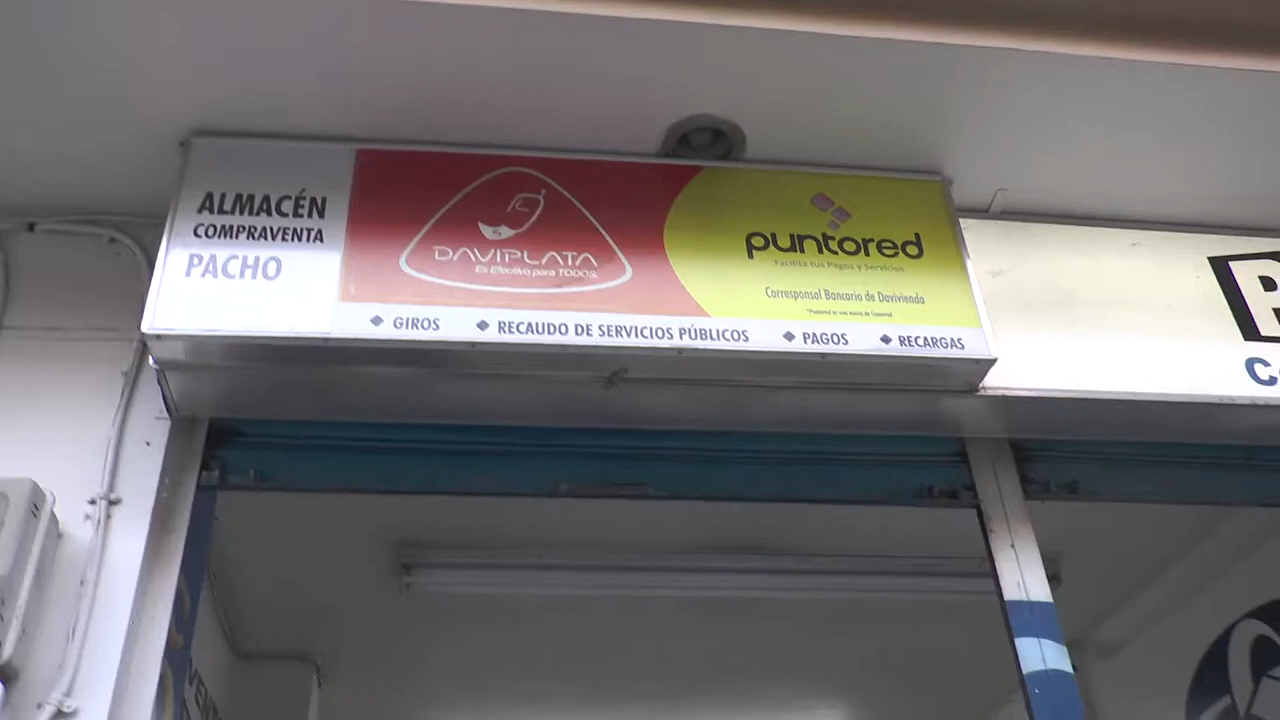 ALMACÉN
COMPRAVENTA
PACHO
DAVIPLATA
Es Efectivo para TODOS.
puntored
Facilita tus Pagos y Servicios
Corresponsal Bancario de Davivienda
GIROS
RECAUDO DE SERVICIOS PÚBLICOS
PAGOS
RECARGAS